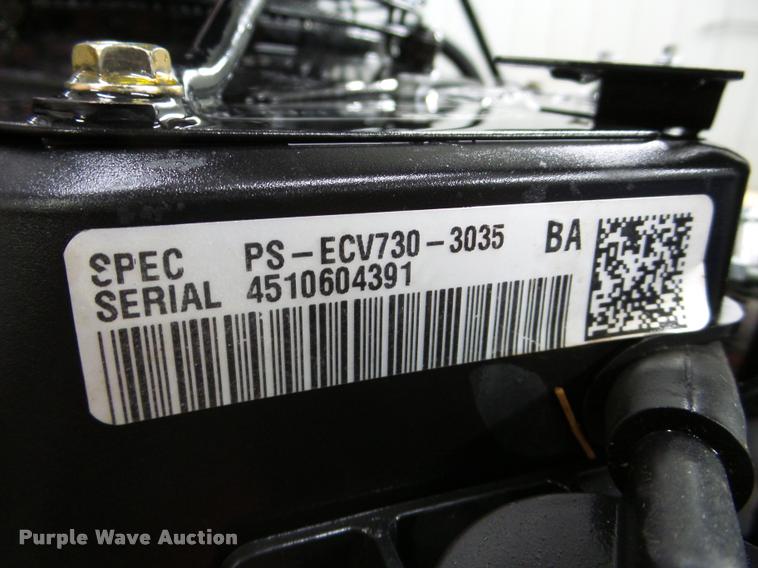 SPEC PS-ECV730-3035 BA
SERIAL 4510604391
Purple Wave Auction